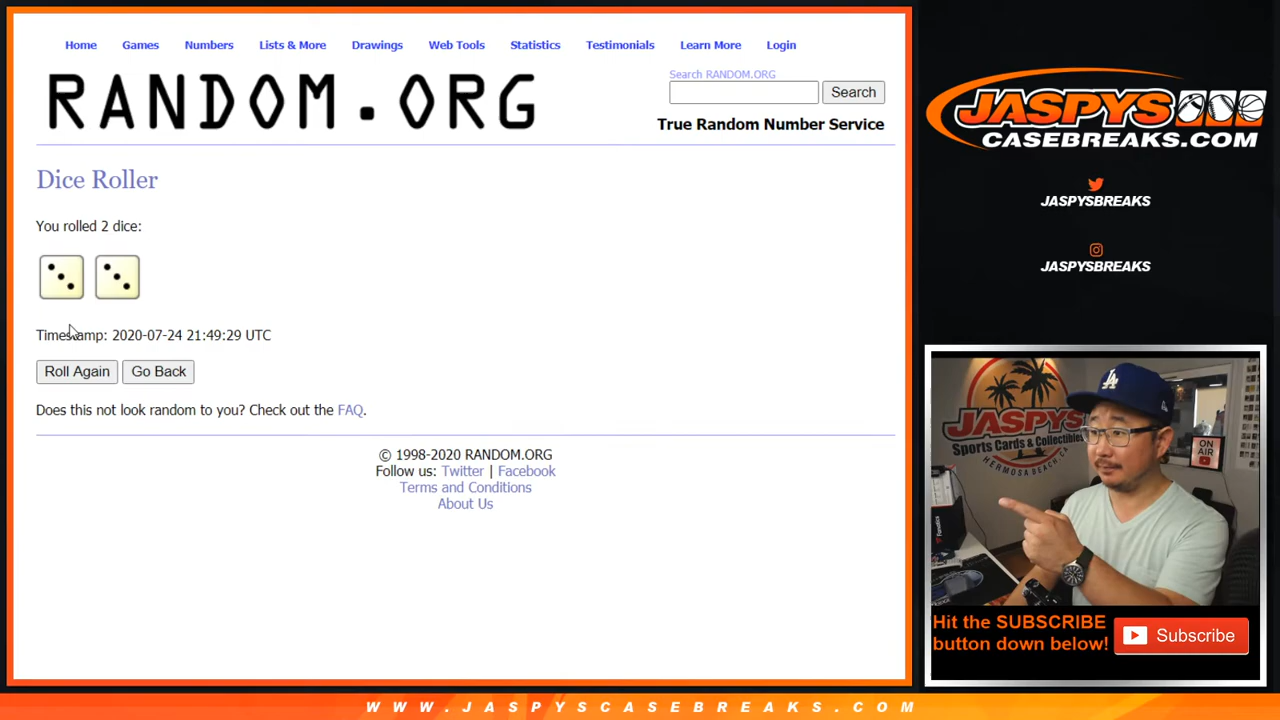 Home Games Numbers Lists & More Drawings Web Tools Statistics Testimonials Learn More Login
RANDOM.ORG
Search RANDOM.ORG
Search
True Random Number Service
Dice Roller
You rolled 2 dice:
Timestamp: 2020-07-24 21:49:29 UTC
Roll Again Go Back
Does this not look random to you? Check out the FAQ.
© 1998-2020 RANDOM.ORG
Follow us: Twitter | Facebook
Terms and Conditions
About Us
JASPYS
CASEBREAKS.COM
JASPYSBREAKS
JASPYSBREAKS
JASPYS
Sports Cards & Collectibles
HERMOSA BEACH, CA
LA
ON
AIR
Fanatics
Hit the SUBSCRIBE
button down below!
Subscribe
WWW.JASPYSCASEBREAKS.COM